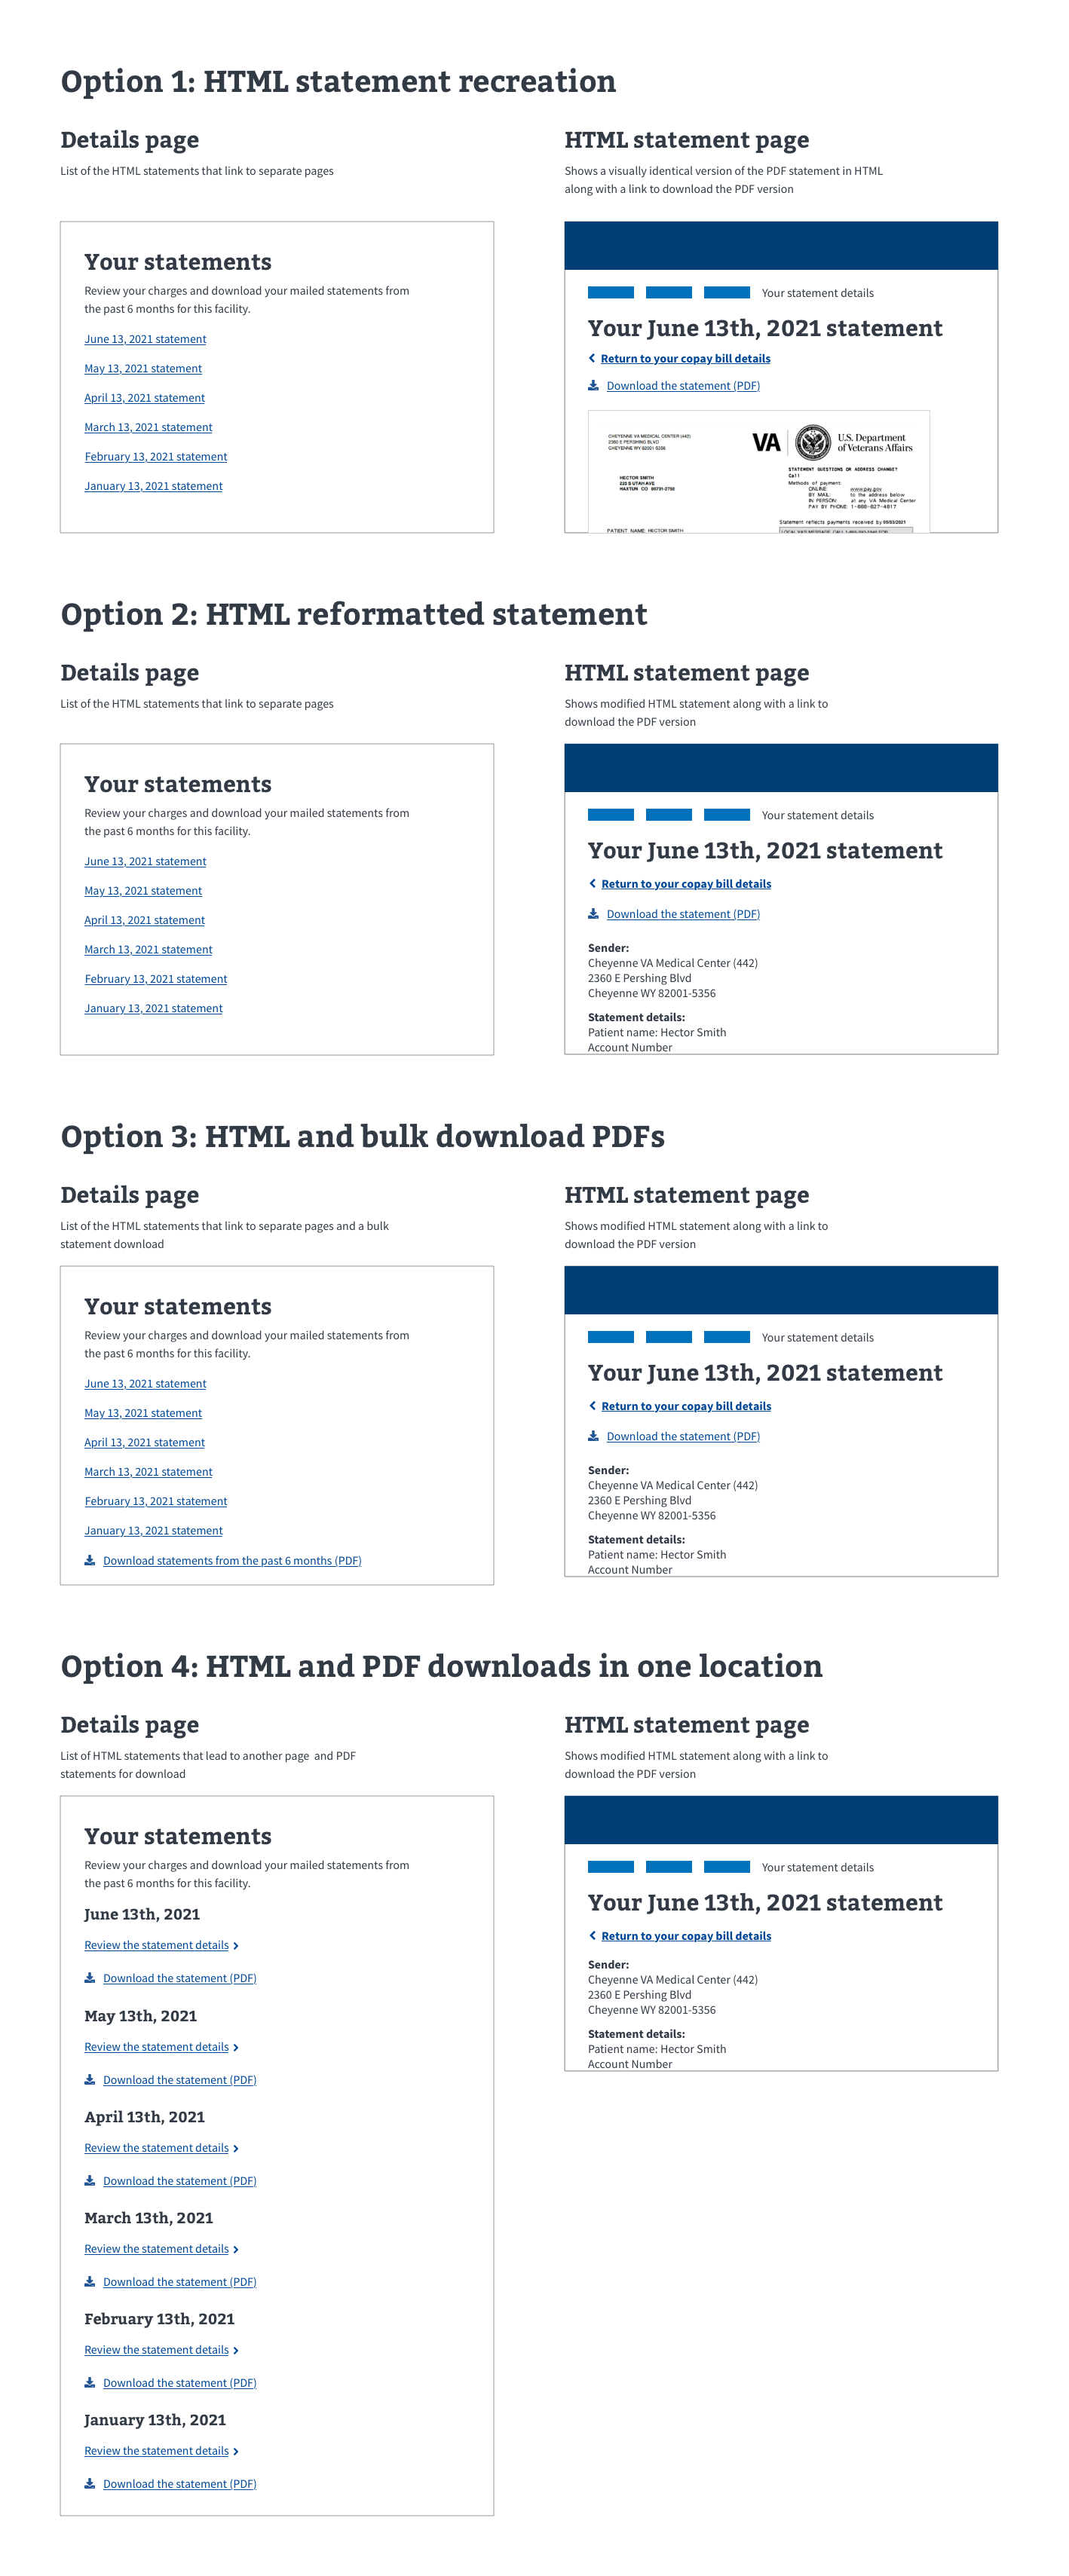 Option 1: HTML statement recreation
Details page
List of the HTML statements that link to separate pages
Your statements
Review your charges and download your mailed statements from
the past 6 months for this facility.
June 13, 2021 statement
May 13, 2021 statement
April 13, 2021 statement
March 13, 2021 statement
February 13, 2021 statement
January 13, 2021 statement
HTML statement page
Shows a visually identical version of the PDF statement in HTML
along with a link to download the PDF version
Your statement details
Your June 13th, 2021 statement
Return to your copay bill details
Download the statement (PDF)
CHEYENNE VA MEDICAL CENTER (442)
2360 E PERSHING BLVD
CHEYENNE WY 82001-5356
HECTOR SMITH
225 S UTAH AVE
HAXTUN CO 80731-2700
PATIENT NAME: HECTOR SMITH
VA
U.S. Department
of Veterans Affairs
STATEMENT QUESTIONS OR ADDRESS CHANGE?
Call
Methods of payment
ONLINE: www.pay.gov
BY MAIL: to the address below
IN PERSON: at any VA Medical Center
PAY BY PHONE: 1-888-827-4817
Statement reflects payments received by 05/03/2021
Option 2: HTML reformatted statement
Details page
List of the HTML statements that link to separate pages
Your statements
Review your charges and download your mailed statements from
the past 6 months for this facility.
June 13, 2021 statement
May 13, 2021 statement
April 13, 2021 statement
March 13, 2021 statement
February 13, 2021 statement
January 13, 2021 statement
HTML statement page
Shows modified HTML statement along with a link to
download the PDF version
Your statement details
Your June 13th, 2021 statement
Return to your copay bill details
Download the statement (PDF)
Sender:
Cheyenne VA Medical Center (442)
2360 E Pershing Blvd
Cheyenne WY 82001-5356
Statement details:
Patient name: Hector Smith
Account Number
Option 3: HTML and bulk download PDFs
Details page
List of the HTML statements that link to separate pages and a bulk
statement download
Your statements
Review your charges and download your mailed statements from
the past 6 months for this facility.
June 13, 2021 statement
May 13, 2021 statement
April 13, 2021 statement
March 13, 2021 statement
February 13, 2021 statement
January 13, 2021 statement
Download statements from the past 6 months (PDF)
HTML statement page
Shows modified HTML statement along with a link to
download the PDF version
Your statement details
Your June 13th, 2021 statement
Return to your copay bill details
Download the statement (PDF)
Sender:
Cheyenne VA Medical Center (442)
2360 E Pershing Blvd
Cheyenne WY 82001-5356
Statement details:
Patient name: Hector Smith
Account Number
Option 4: HTML and PDF downloads in one location
Details page
List of HTML statements that lead to another page and PDF
statements for download
Your statements
Review your charges and download your mailed statements from
the past 6 months for this facility.
June 13th, 2021
Review the statement details
Download the statement (PDF)
May 13th, 2021
Review the statement details
Download the statement (PDF)
April 13th, 2021
Review the statement details
Download the statement (PDF)
March 13th, 2021
Review the statement details
Download the statement (PDF)
February 13th, 2021
Review the statement details
Download the statement (PDF)
January 13th, 2021
Review the statement details
Download the statement (PDF)
HTML statement page
Shows modified HTML statement along with a link to
download the PDF version
Your statement details
Your June 13th, 2021 statement
Return to your copay bill details
Sender:
Cheyenne VA Medical Center (442)
2360 E Pershing Blvd
Cheyenne WY 82001-5356
Statement details:
Patient name: Hector Smith
Account Number